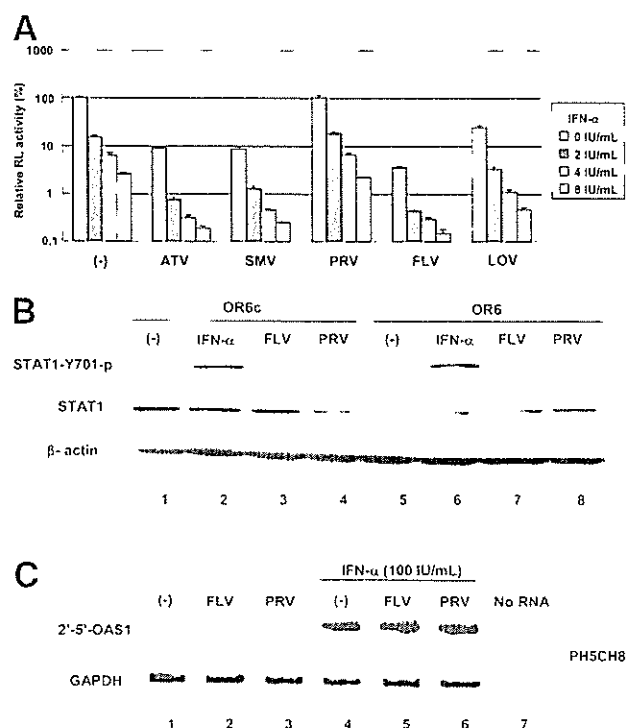 A
1000
100
10
1
0.1
Relative RL activity (%)
(-) ATV SMV PRV FLV LOV
IFN-α
0 IU/mL
2 IU/mL
4 IU/mL
8 IU/mL
B
OR6c OR6
(-) IFN-α FLV PRV (-) IFN-α FLV PRV
STAT1-Y701-p
STAT1
β- actin
1 2 3 4 5 6 7 8
C
IFN-α (100 IU/mL)
(-) FLV PRV (-) FLV PRV No RNA
2'-5'-OAS1
PH5CH8
GAPDH
1 2 3 4 5 6 7